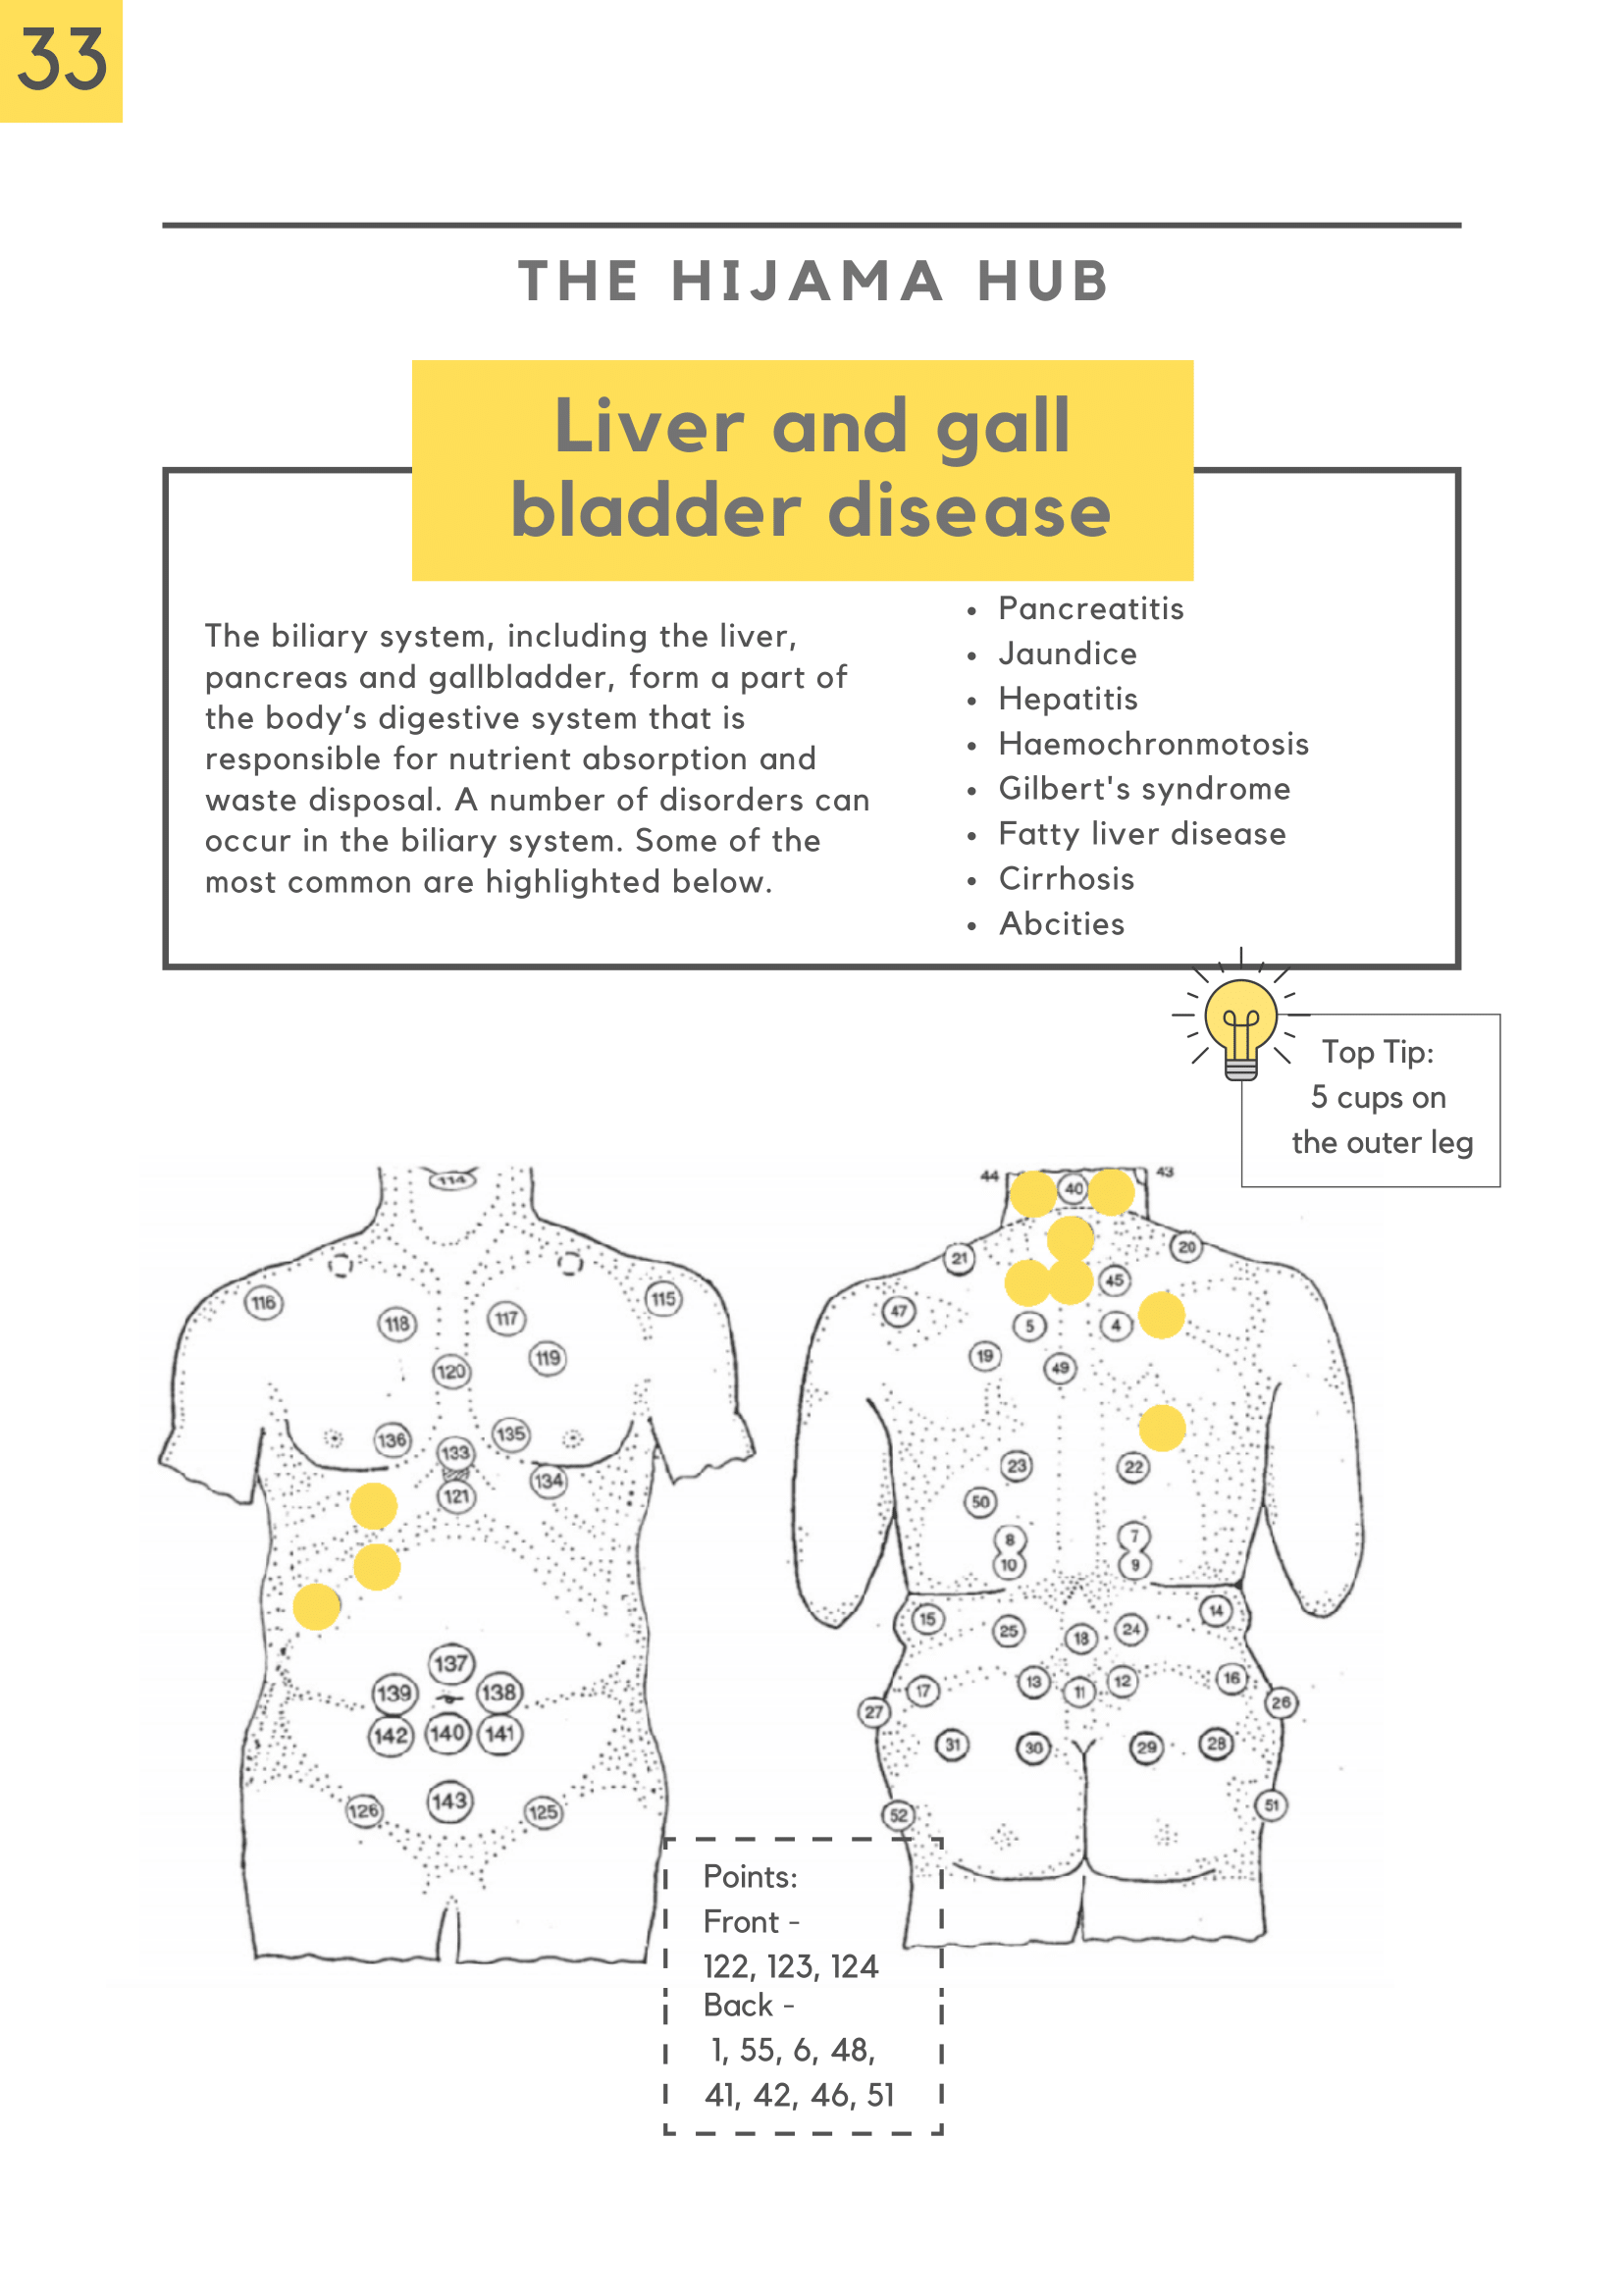 33
THE HIJAMA HUB
Liver and gall
bladder disease
The biliary system, including the liver,
pancreas and gallbladder, form a part of
the body’s digestive system that is
responsible for nutrient absorption and
waste disposal. A number of disorders can
occur in the biliary system. Some of the
most common are highlighted below.
• Pancreatitis
• Jaundice
• Hepatitis
• Haemochronmotosis
• Gilbert's syndrome
• Fatty liver disease
• Cirrhosis
• Abcities
Top Tip:
5 cups on
the outer leg
114
116
115
118
117
119
120
136
135
133
134
121
137
139
138
142
140
141
143
126
125
44
40
43
21
20
45
47
5
4
19
49
23
22
50
8
7
10
9
15
14
25
24
18
17
13
12
16
11
27
26
31
30
29
28
52
51
Points:
Front -
122, 123, 124
Back -
1, 55, 6, 48,
41, 42, 46, 51